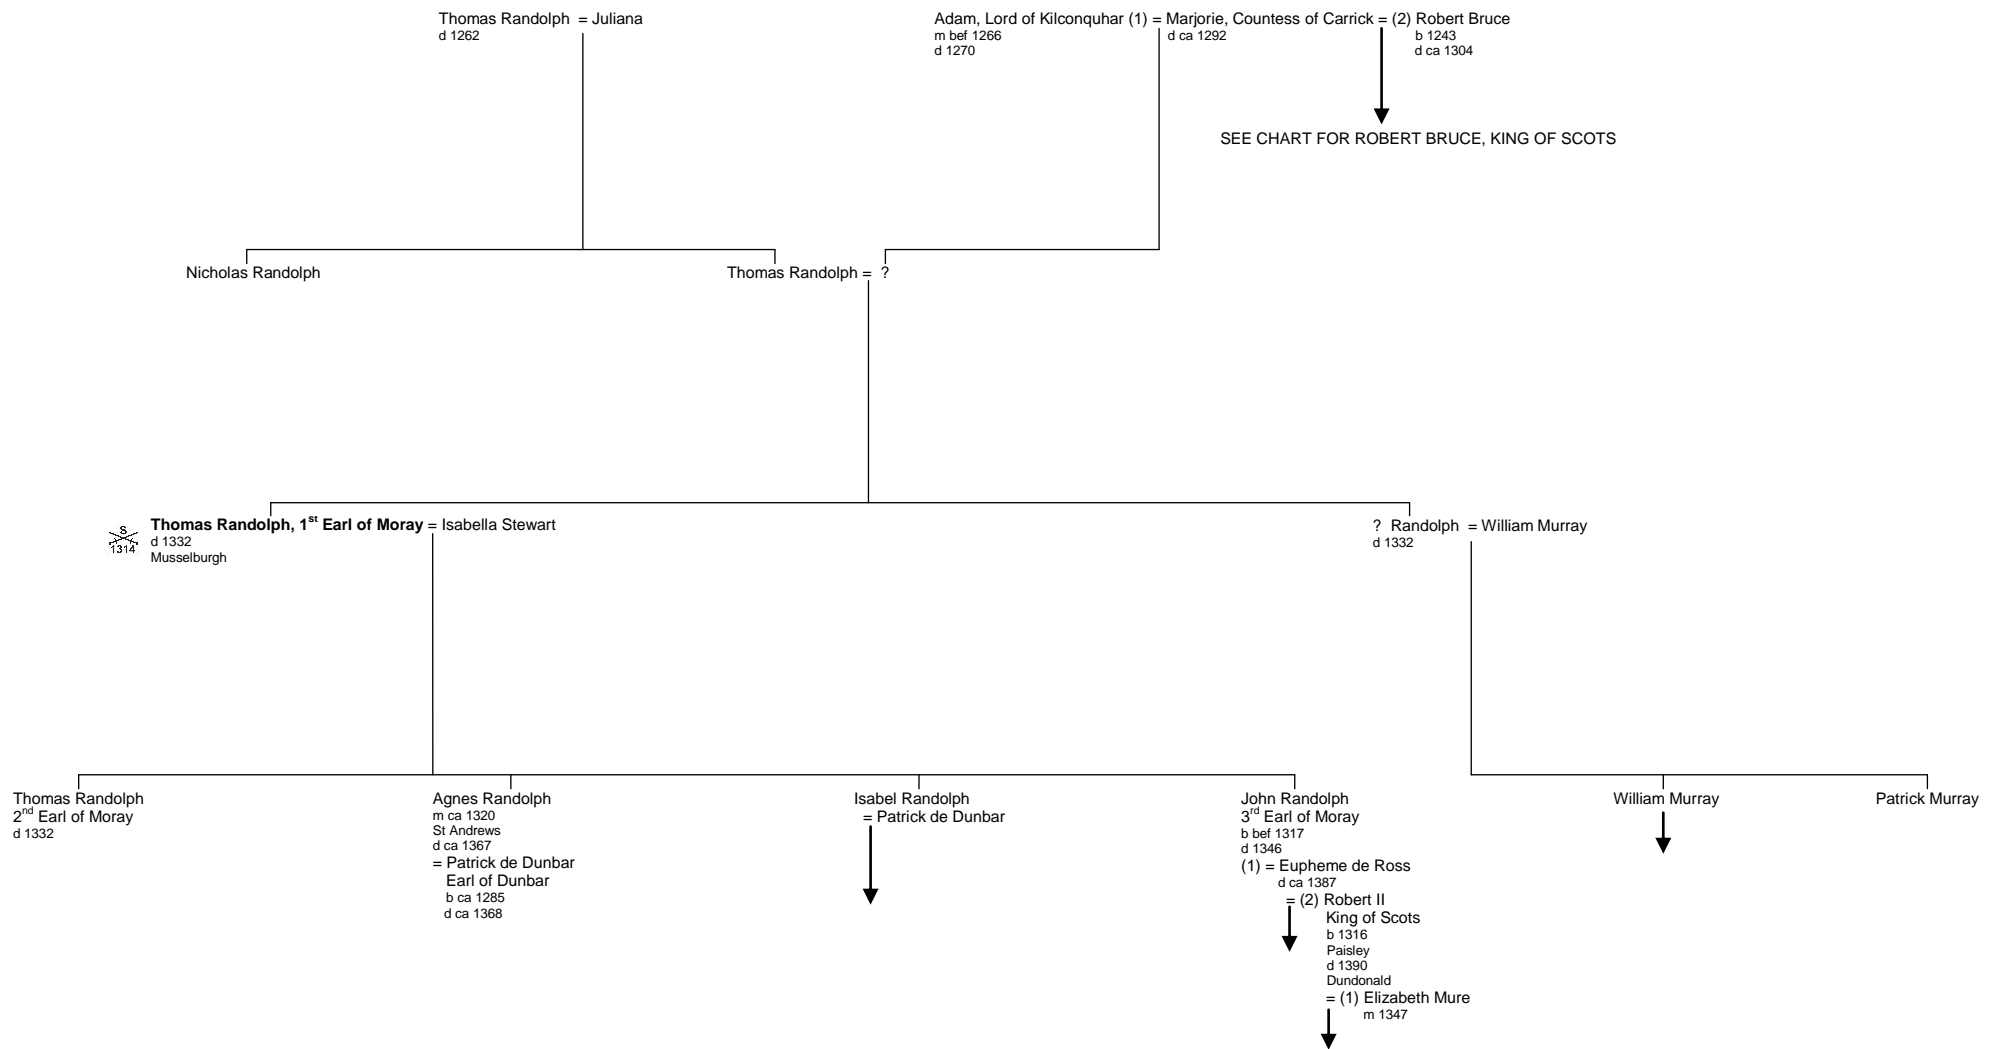 Thomas Randolph = Juliana
d 1262
Adam, Lord of Kilconquhar (1) = Marjorie, Countess of Carrick = (2) Robert Bruce
m bef 1266 d ca 1292 b 1243
d 1270 d ca 1304
SEE CHART FOR ROBERT BRUCE, KING OF SCOTS
Nicholas Randolph
Thomas Randolph = ?
S
1314
Thomas Randolph, 1st Earl of Moray = Isabella Stewart
d 1332
Musselburgh
? Randolph = William Murray
d 1332
Thomas Randolph
2nd Earl of Moray
d 1332
Agnes Randolph
m ca 1320
St Andrews
d ca 1367
= Patrick de Dunbar
Earl of Dunbar
b ca 1285
d ca 1368
Isabel Randolph
= Patrick de Dunbar
John Randolph
3rd Earl of Moray
b bef 1317
d 1346
(1) = Eupheme de Ross
d ca 1387
= (2) Robert II
King of Scots
b 1316
Paisley
d 1390
Dundonald
= (1) Elizabeth Mure
m 1347
William Murray
Patrick Murray